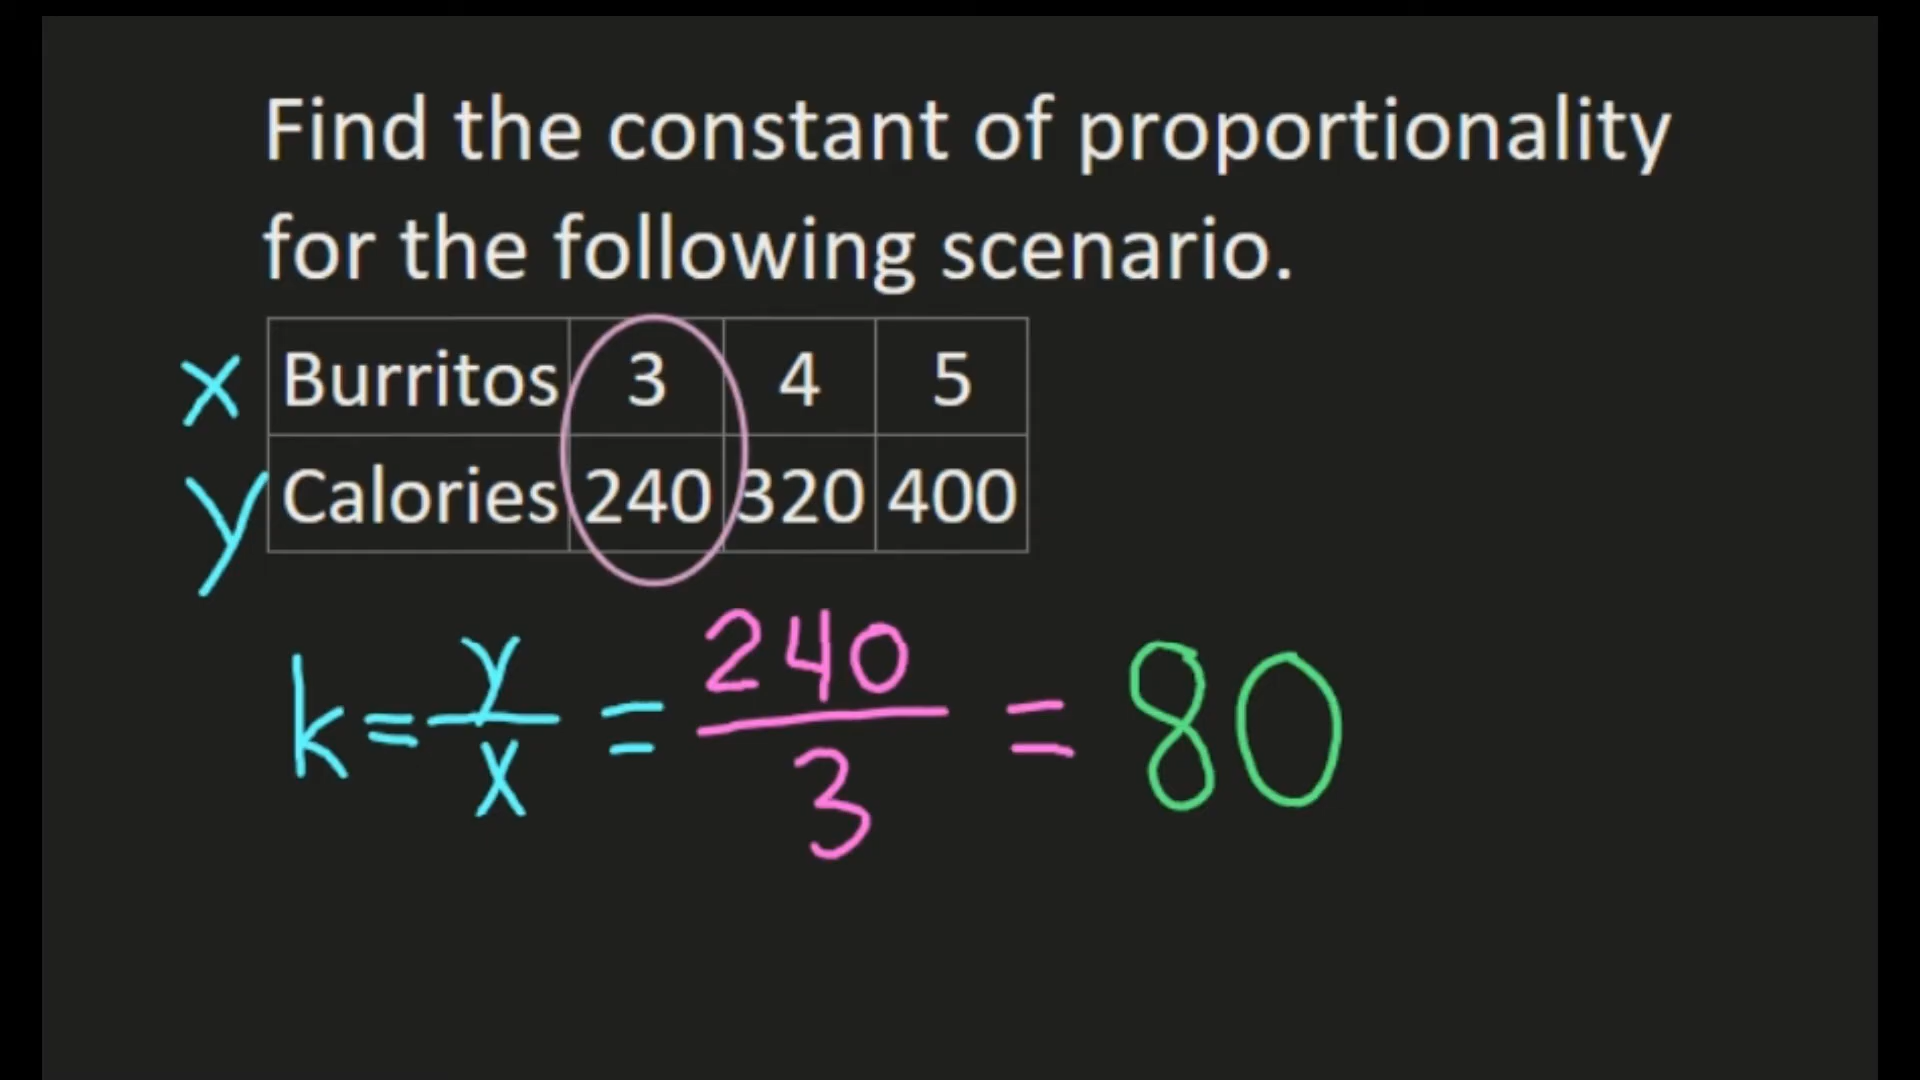 Find the constant of proportionality
for the following scenario.
x Burritos 3 4 5
y Calories 240 320 400
k = y/x = 240/3 = 80